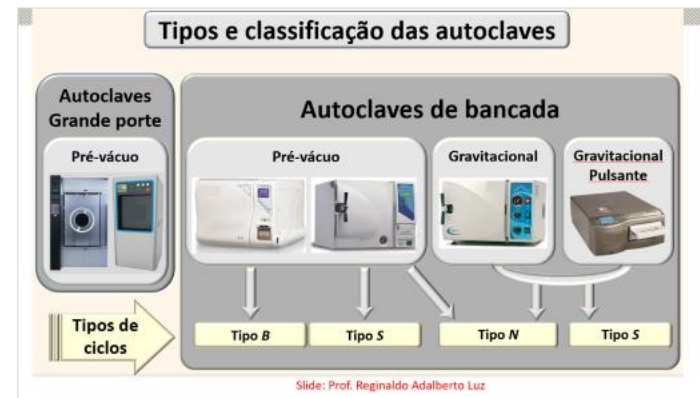 Tipos e classificação das autoclaves
Autoclaves
Grande porte
Pré-vácuo
Autoclaves de bancada
Pré-vácuo
Gravitacional
Gravitacional
Pulsante
Tipos de
ciclos
Tipo B
Tipo S
Tipo N
Tipo S
Slide: Prof. Reginaldo Adalberto Luz